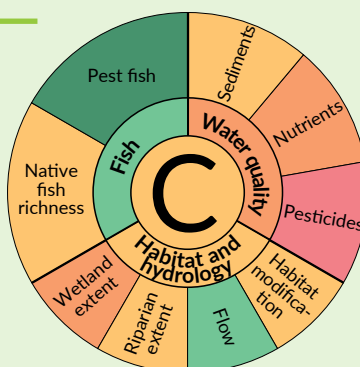 Pest fish
Sediments
Nutrients
Pesticides
Habitat
modifica-
tion
Flow
Riparian
extent
Wetland
extent
Native
fish
richness
Fish
Water quality
Habitat and
hydrology
C